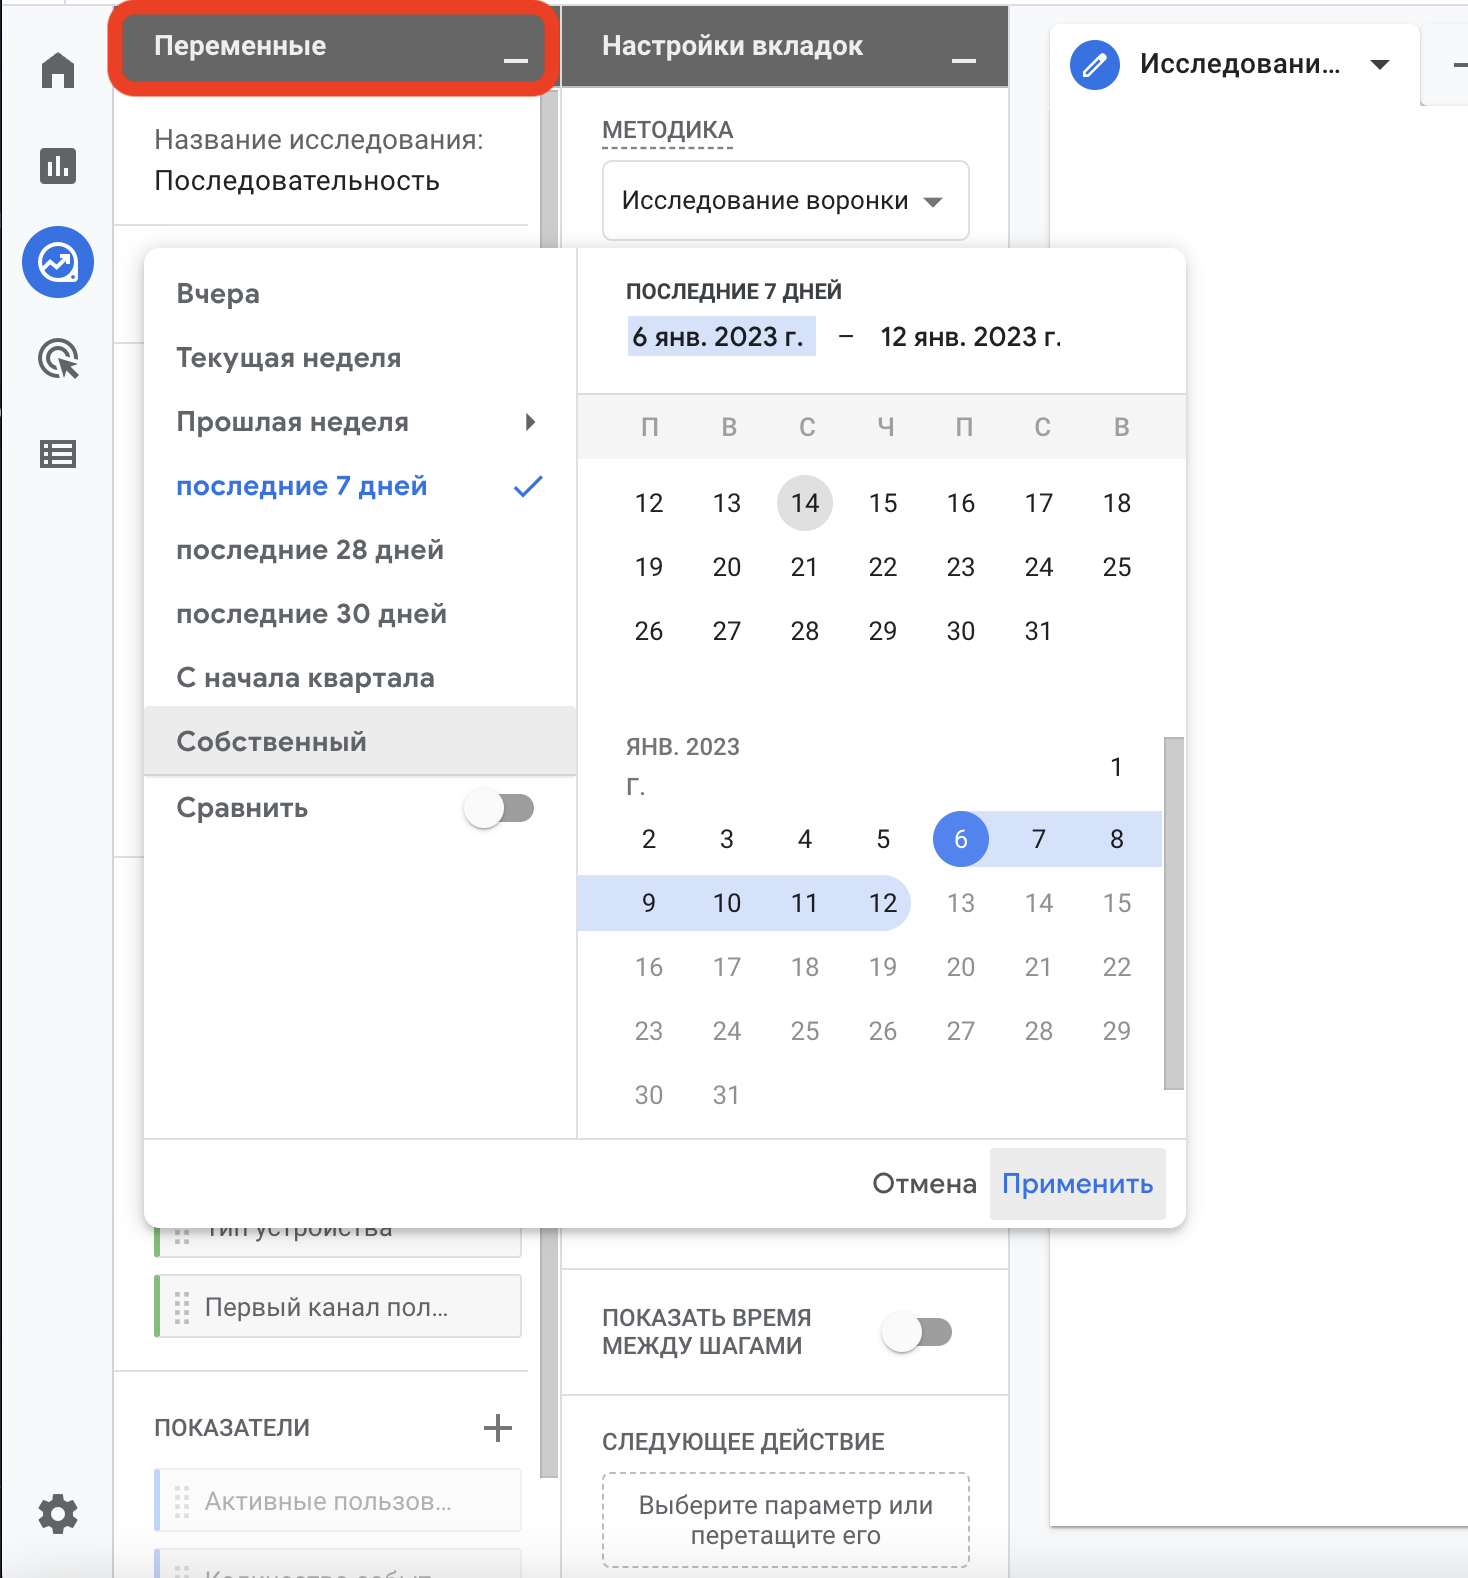 Переменные
Настройки вкладок
Исследовани...
Название исследования:
Последовательность
МЕТОДИКА
Исследование воронки
Вчера
Текущая неделя
Прошлая неделя
последние 7 дней
последние 28 дней
последние 30 дней
С начала квартала
Собственный
Сравнить
ПОСЛЕДНИЕ 7 ДНЕЙ
6 янв. 2023 г. – 12 янв. 2023 г.
П В С Ч П С В
12 13 14 15 16 17 18
19 20 21 22 23 24 25
26 27 28 29 30 31
ЯНВ. 2023
Г.
1
2 3 4 5 6 7 8
9 10 11 12 13 14 15
16 17 18 19 20 21 22
23 24 25 26 27 28 29
30 31
Отмена Применить
Тип устройства
Первый канал пол...
ПОКАЗАТЕЛИ
Активные пользов...
Количество событ...
ПОКАЗАТЬ ВРЕМЯ
МЕЖДУ ШАГАМИ
СЛЕДУЮЩЕЕ ДЕЙСТВИЕ
Выберите параметр или
перетащите его